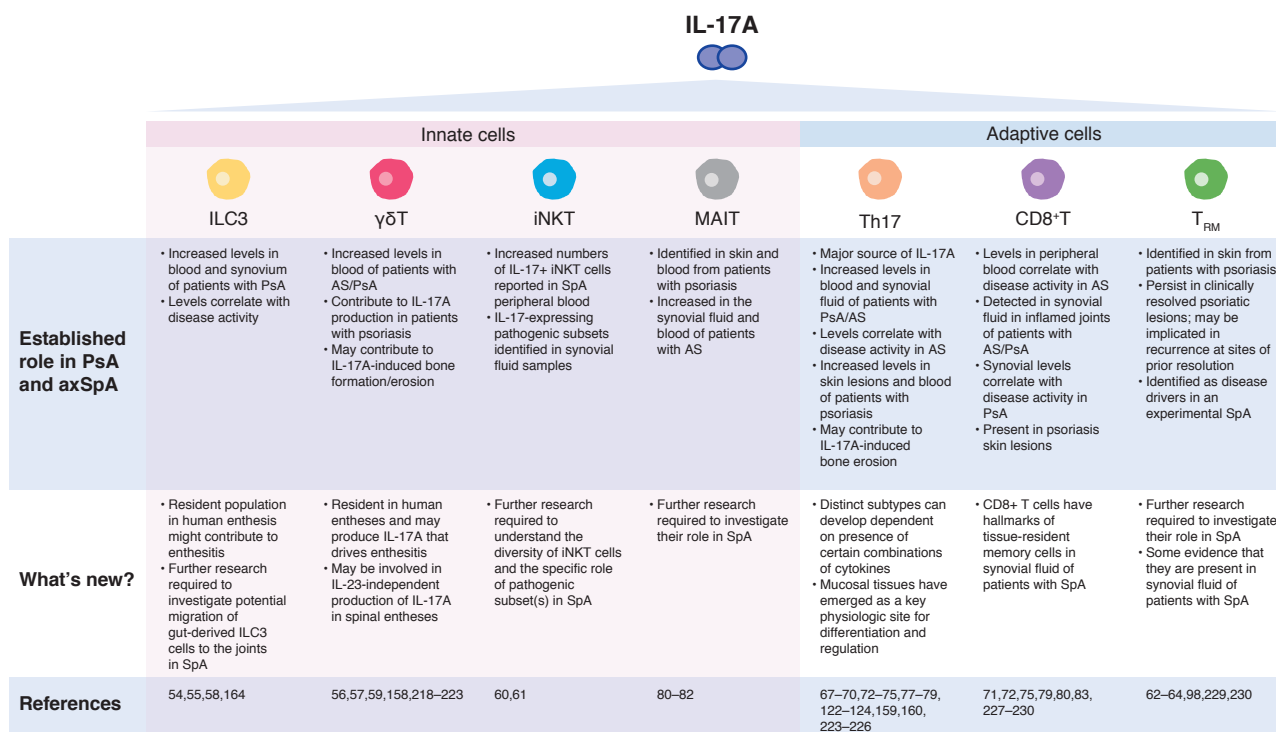 IL-17A
Innate cells
Adaptive cells
ILC3
γδT
iNKT
MAIT
Th17
CD8⁺T
T_RM
Established
role in PsA
and axSpA
• Increased levels in
blood and synovium
of patients with PsA
• Levels correlate with
disease activity
• Increased levels in
blood of patients with
AS/PsA
• Contribute to IL-17A
production in patients
with psoriasis
• May contribute to
IL-17A-induced bone
formation/erosion
• Increased numbers
of IL-17+ iNKT cells
reported in SpA
peripheral blood
• IL-17-expressing
pathogenic subsets
identified in synovial
fluid samples
• Identified in skin and
blood from patients
with psoriasis
• Increased in the
synovial fluid and
blood of patients
with AS
• Major source of IL-17A
• Increased levels in
blood and synovial
fluid of patients with
PsA/AS
• Levels correlate with
disease activity in AS
• Increased levels in
skin lesions and blood
of patients with
psoriasis
• May contribute to
IL-17A-induced
bone erosion
• Levels in peripheral
blood correlate with
disease activity in AS
• Detected in synovial
fluid in inflamed joints
of patients with
AS/PsA
• Synovial levels
correlate with
disease activity in
PsA
• Present in psoriasis
skin lesions
• Identified in skin from
patients with psoriasis
• Persist in clinically
resolved psoriatic
lesions; may be
implicated in
recurrence at sites of
prior resolution
• Identified as disease
drivers in an
experimental SpA
What's new?
• Resident population
in human enthesis
might contribute to
enthesitis
• Further research
required to
investigate potential
migration of
gut-derived ILC3
cells to the joints
in SpA
• Resident in human
entheses and may
produce IL-17A that
drives enthesitis
• May be involved in
IL-23-independent
production of IL-17A
in spinal entheses
• Further research
required to
understand the
diversity of iNKT cells
and the specific role
of pathogenic
subset(s) in SpA
• Further research
required to investigate
their role in SpA
• Distinct subtypes can
develop dependent
on presence of
certain combinations
of cytokines
• Mucosal tissues have
emerged as a key
physiologic site for
differentiation and
regulation
• CD8+ T cells have
hallmarks of
tissue-resident
memory cells in
synovial fluid of
patients with SpA
• Further research
required to investigate
their role in SpA
• Some evidence that
they are present in
synovial fluid of
patients with SpA
References
54,55,58,164
56,57,59,158,218–223
60,61
80–82
67–70,72–75,77–79,
122–124,159,160,
223–226
71,72,75,79,80,83,
227–230
62–64,98,229,230